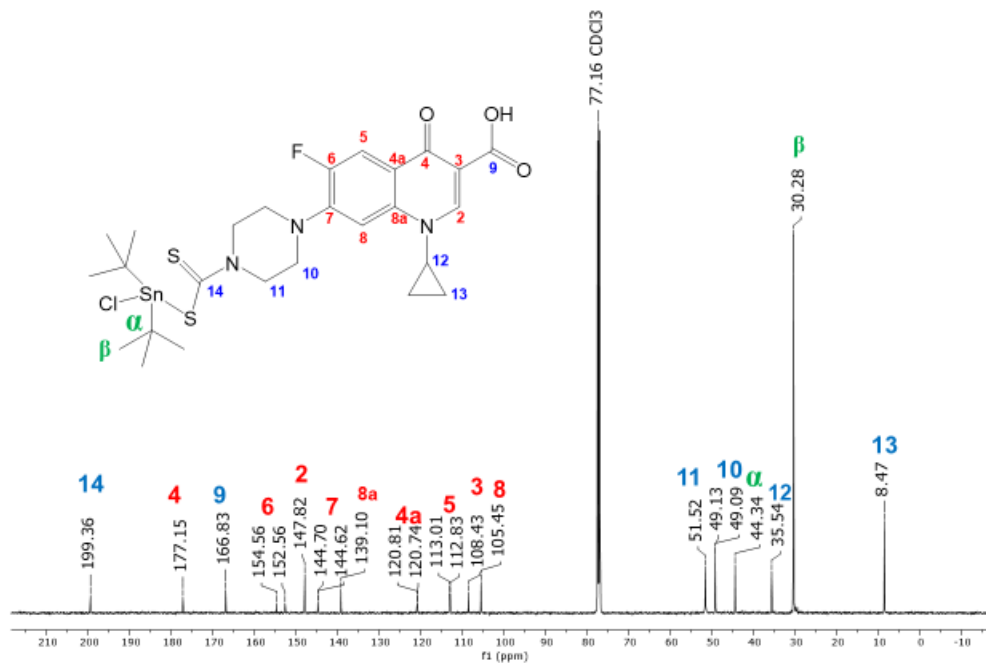 77.16 CDCl3
O
OH
F
5
6
4a
4
3
9
O
7
8a
2
N
N
8
S
N
10
12
13
14
11
Cl
Sn
S
α
β
β
30.28
14
4
9
6
2
7
8a
4a
5
3
8
11
10
α
12
13
199.36
177.15
166.83
154.56
152.56
147.82
144.70
144.62
139.10
120.81
120.74
113.01
112.83
108.43
105.45
51.52
49.13
49.09
44.34
35.54
8.47
210 200 190 180 170 160 150 140 130 120 110 100 90 80 70 60 50 40 30 20 10 0 -10
f1 (ppm)